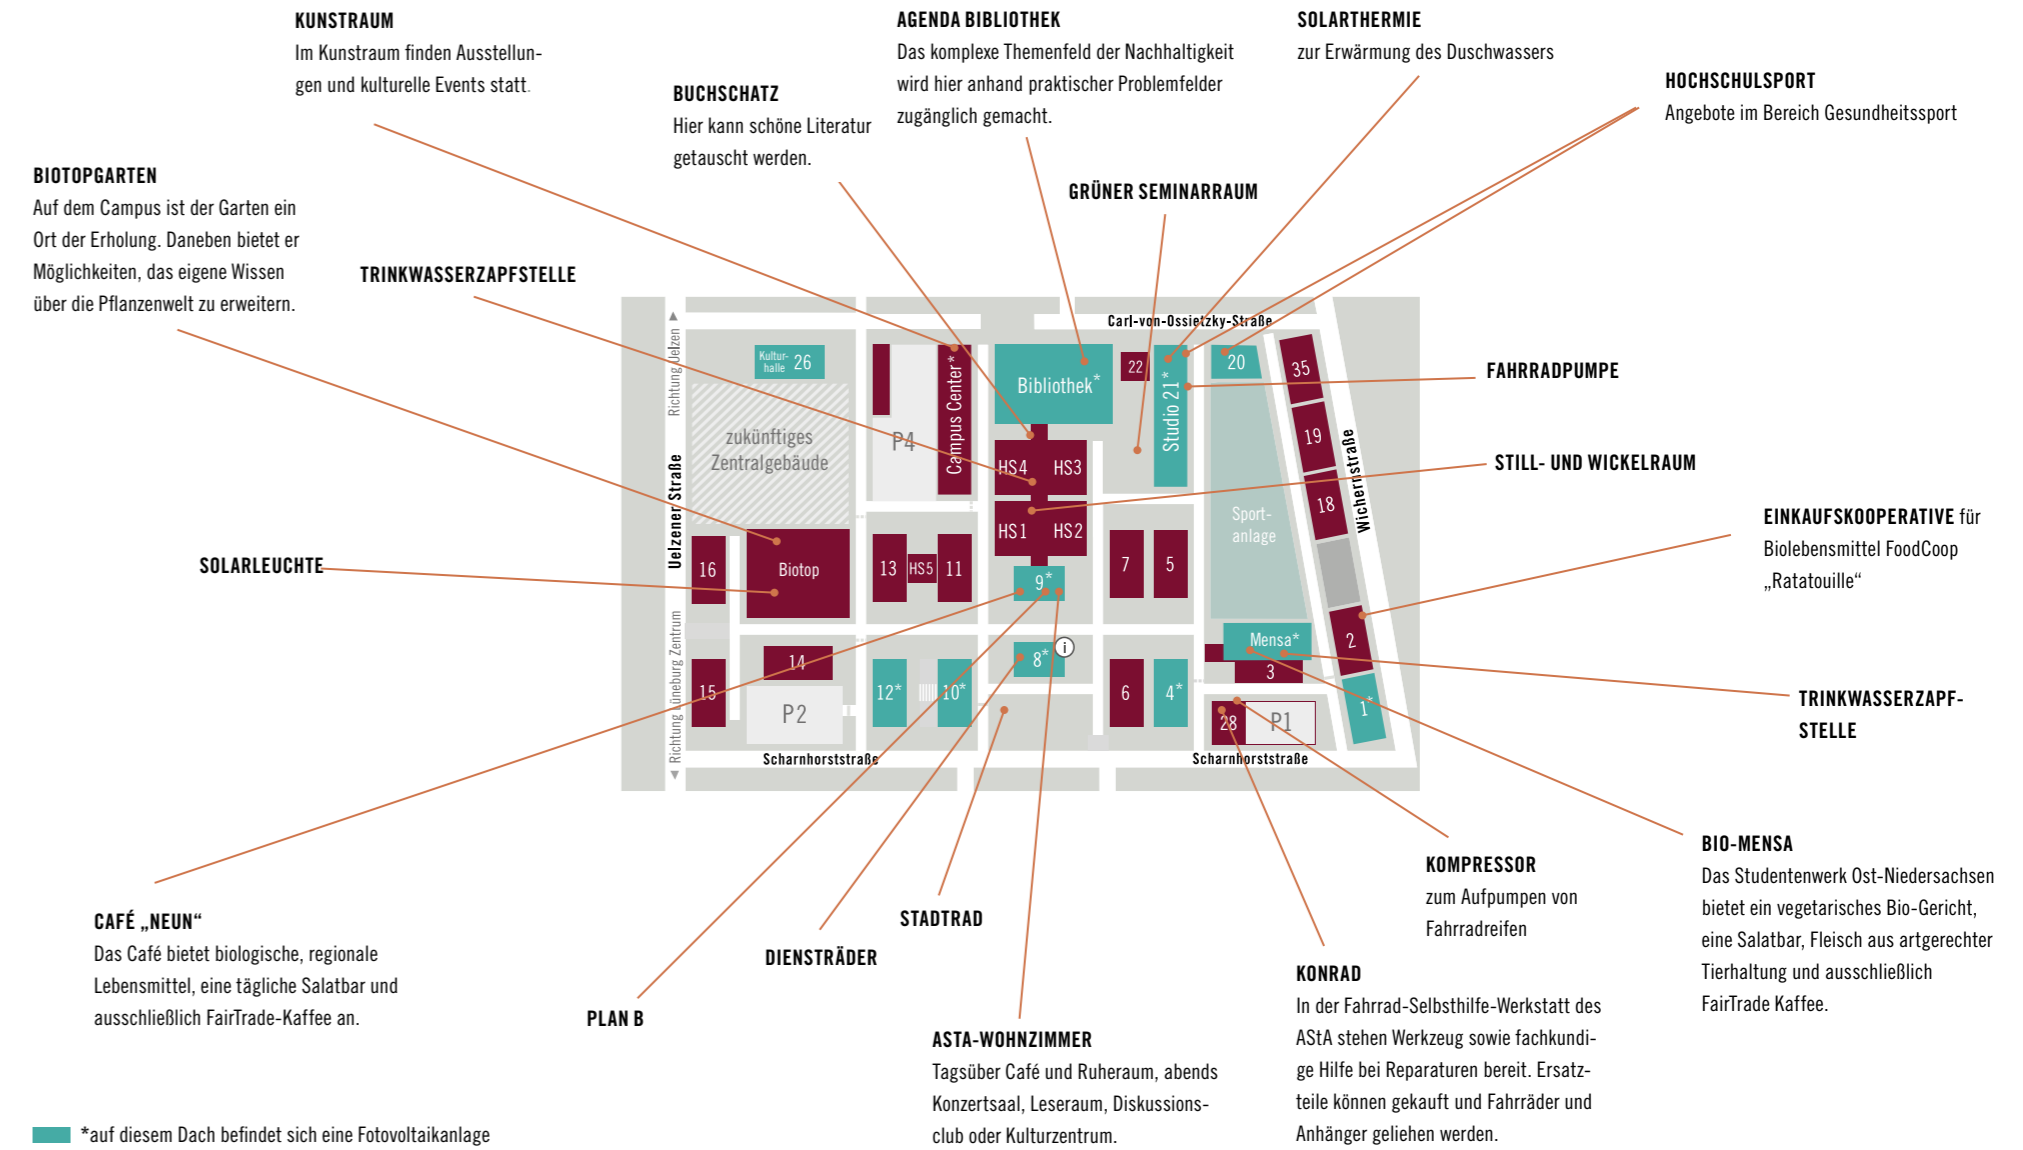 KUNSTRAUM
Im Kunstraum finden Ausstellun-
gen und kulturelle Events statt.
BUCHSCHATZ
Hier kann schöne Literatur
getauscht werden.
AGENDA BIBLIOTHEK
Das komplexe Themenfeld der Nachhaltigkeit
wird hier anhand praktischer Problemfelder
zugänglich gemacht.
SOLARTHERMIE
zur Erwärmung des Duschwassers
HOCHSCHULSPORT
Angebote im Bereich Gesundheitssport
BIOTOPGARTEN
Auf dem Campus ist der Garten ein
Ort der Erholung. Daneben bietet er
Möglichkeiten, das eigene Wissen
über die Pflanzenwelt zu erweitern.
TRINKWASSERZAPFSTELLE
GRÜNER SEMINARRAUM
FAHRRADPUMPE
STILL- UND WICKELRAUM
EINKAUFSKOOPERATIVE für
Biolebensmittel FoodCoop
„Ratatouille“
SOLARLEUCHTE
Carl-von-Ossietzky-Straße
Richtung Uelzen
Uelzener Straße
Richtung Lüneburg Zentrum
Wichernstraße
Kultur-
halle 26
zukünftiges
Zentralgebäude
P4
Campus Center*
Bibliothek*
22
Studio 21*
20
35
19
18
HS4
HS3
HS1
HS2
Sport-
anlage
16
Biotop
13
HS5
11
9*
7
5
Mensa*
2
3
14
15
P2
12*
10*
8*
i
6
4*
28
P1
1*
Scharnhorststraße
Scharnhorststraße
TRINKWASSERZAPF-
STELLE
BIO-MENSA
Das Studentenwerk Ost-Niedersachsen
bietet ein vegetarisches Bio-Gericht,
eine Salatbar, Fleisch aus artgerechter
Tierhaltung und ausschließlich
FairTrade Kaffee.
KOMPRESSOR
zum Aufpumpen von
Fahrradreifen
CAFÉ „NEUN“
Das Café bietet biologische, regionale
Lebensmittel, eine tägliche Salatbar und
ausschließlich FairTrade-Kaffee an.
STADTRAD
DIENSTRÄDER
PLAN B
ASTA-WOHNZIMMER
Tagsüber Café und Ruheraum, abends
Konzertsaal, Leseraum, Diskussions-
club oder Kulturzentrum.
KONRAD
In der Fahrrad-Selbsthilfe-Werkstatt des
AStA stehen Werkzeug sowie fachkundi-
ge Hilfe bei Reparaturen bereit. Ersatz-
teile können gekauft und Fahrräder und
Anhänger geliehen werden.
*auf diesem Dach befindet sich eine Fotovoltaikanlage